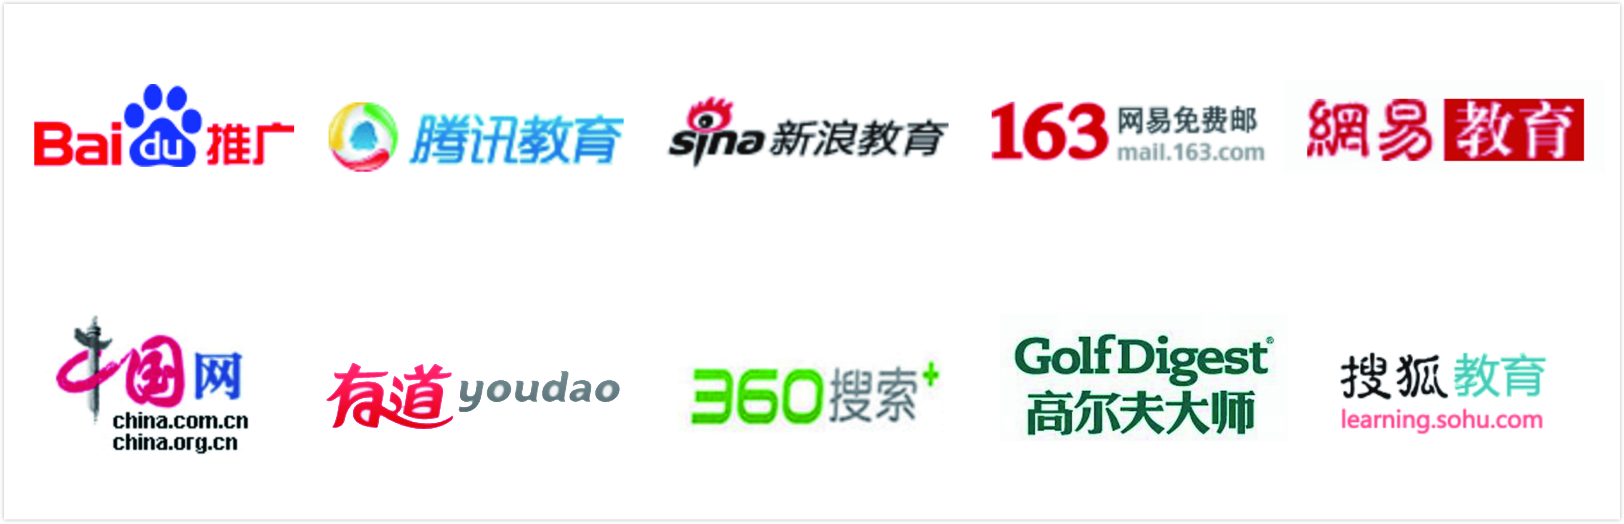 Bai du 推广
腾讯教育
sina 新浪教育
163 网易免费邮
mail.163.com
網易 教育
中国网
china.com.cn
china.org.cn
有道 youdao
360搜索+
GolfDigest®
高尔夫大师
搜狐教育
learning.sohu.com